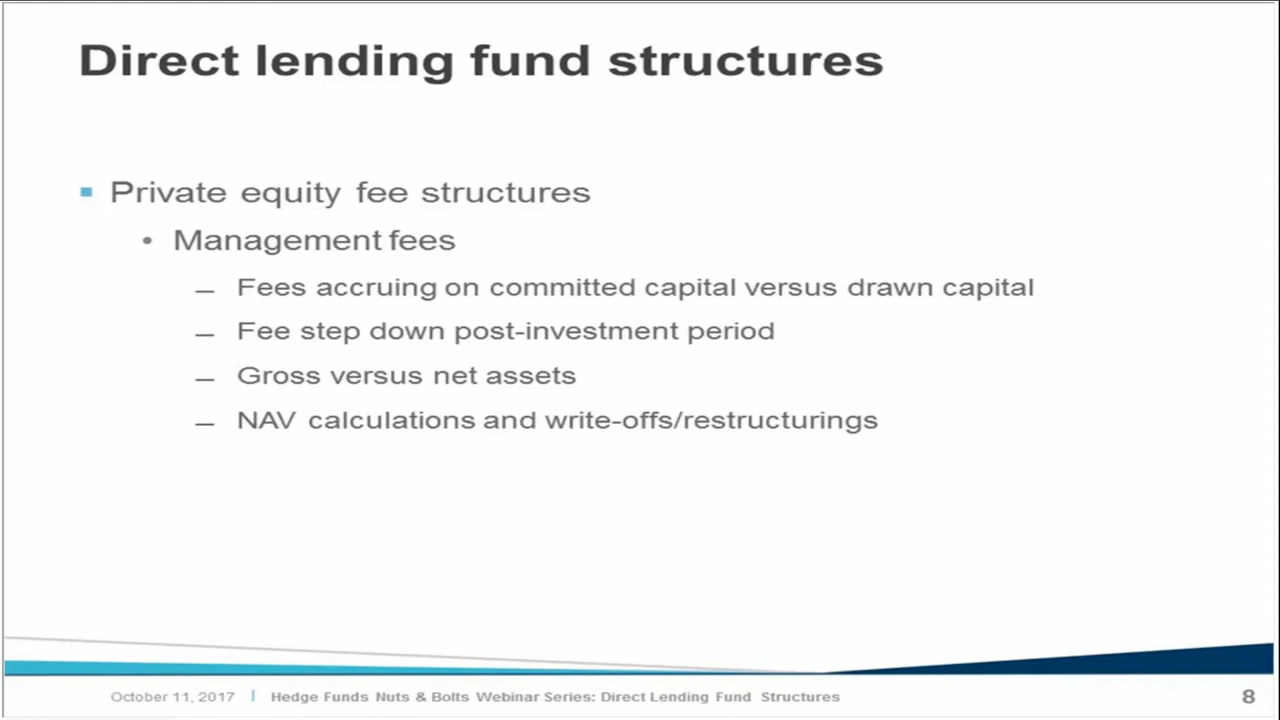 Direct lending fund structures
Private equity fee structures
• Management fees
– Fees accruing on committed capital versus drawn capital
– Fee step down post-investment period
– Gross versus net assets
– NAV calculations and write-offs/restructurings
October 11, 2017 | Hedge Funds Nuts & Bolts Webinar Series: Direct Lending Fund Structures 8